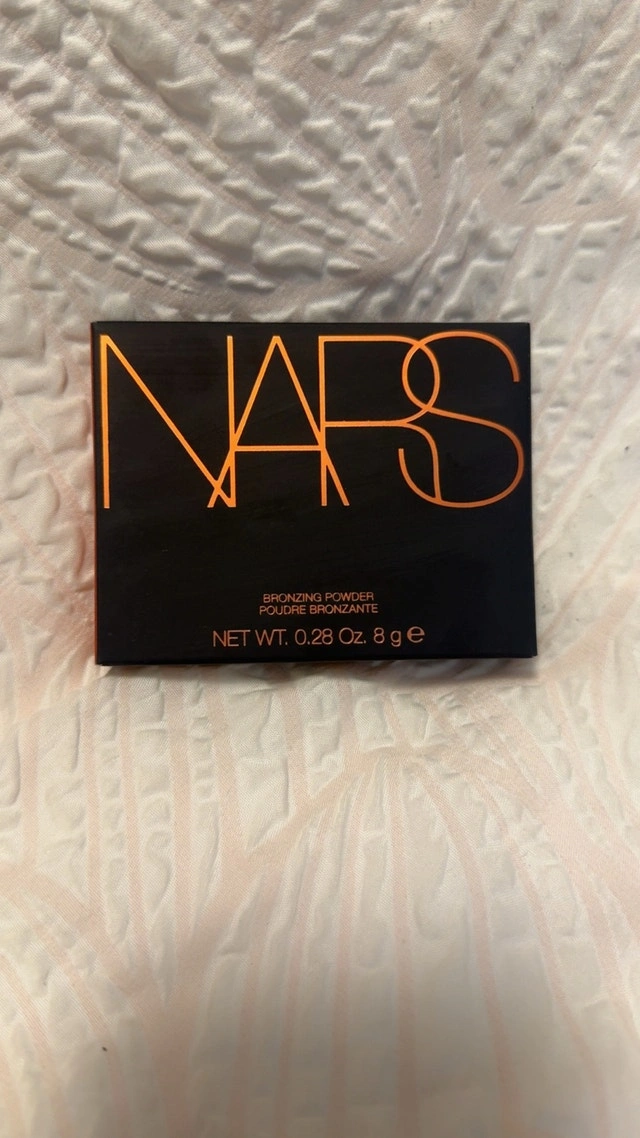 NARS
BRONZING POWDER
POUDRE BRONZANTE
NET WT. 0.28 Oz. 8 g e